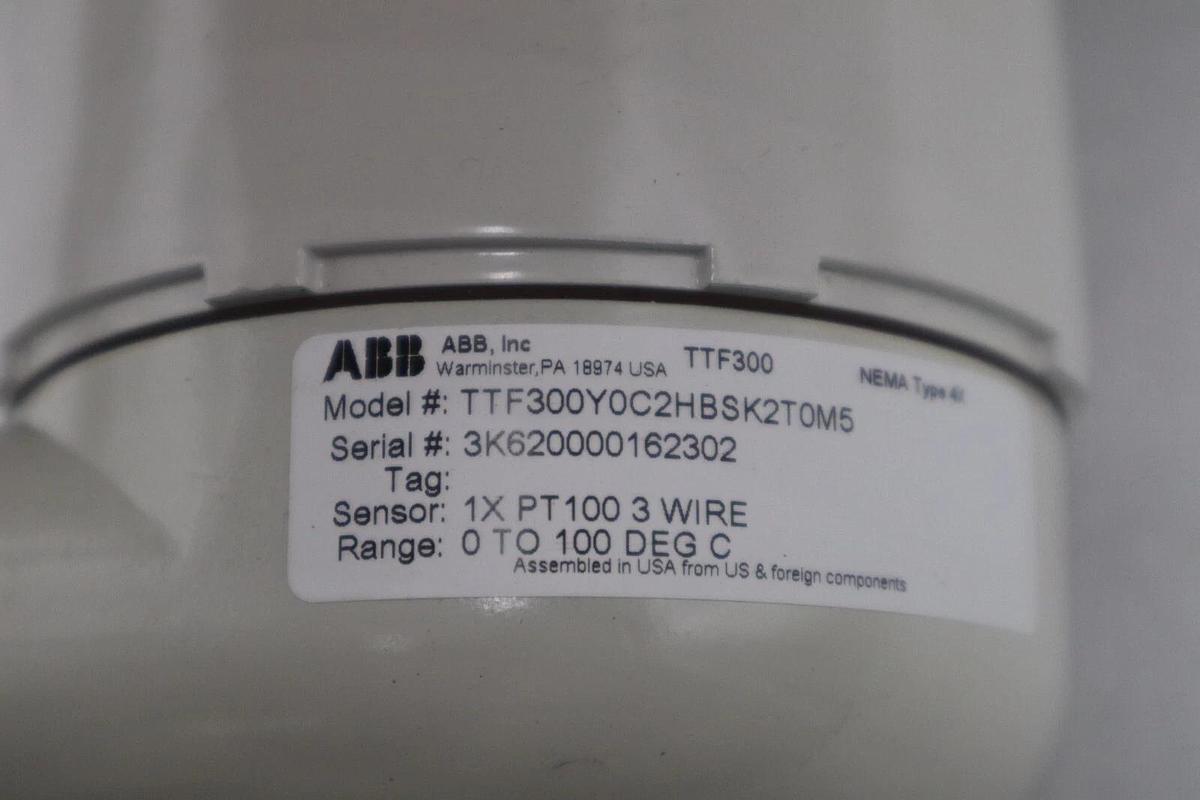 ABB ABB, Inc TTF300
Warminster,PA 18974 USA
NEMA Type 4X
Model #: TTF300Y0C2HBSK2T0M5
Serial #: 3K620000162302
Tag:
Sensor: 1X PT100 3 WIRE
Range: 0 TO 100 DEG C
Assembled in USA from US & foreign components